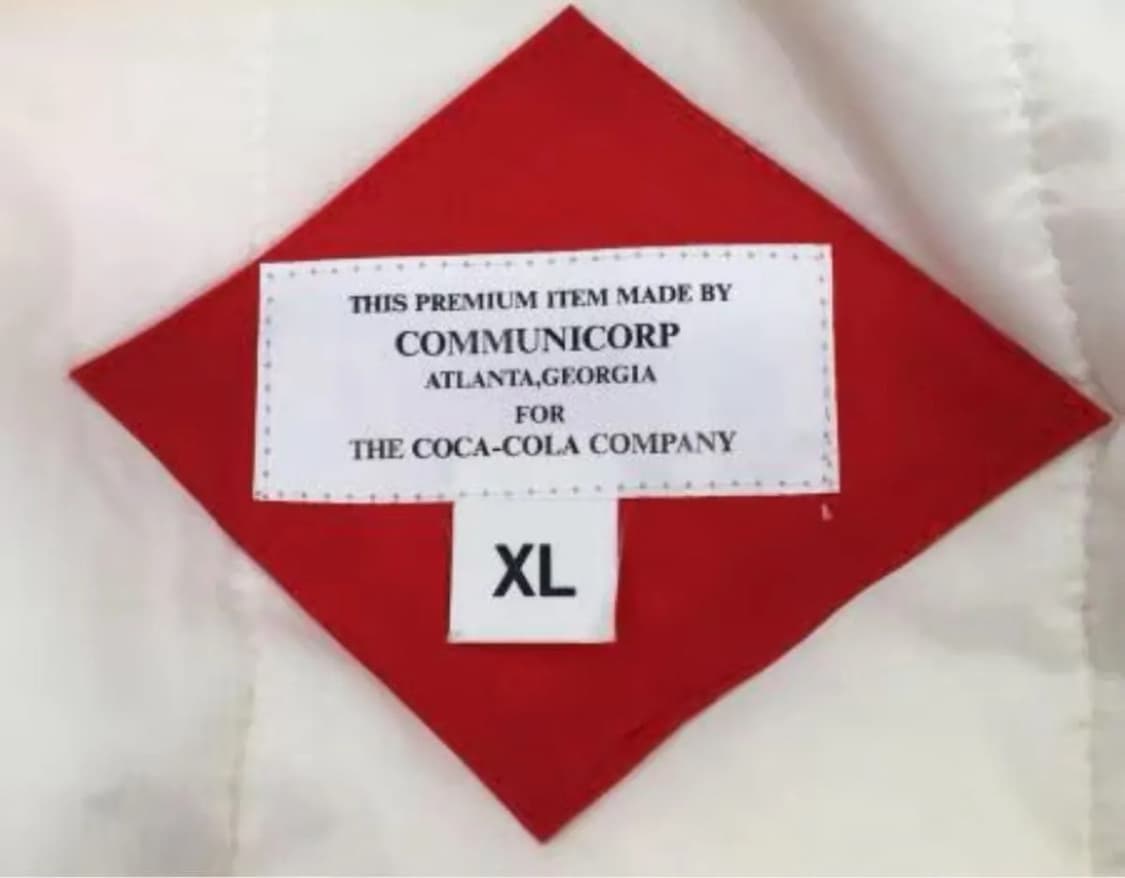 THIS PREMIUM ITEM MADE BY
COMMUNICORP
ATLANTA,GEORGIA
FOR
THE COCA-COLA COMPANY
XL